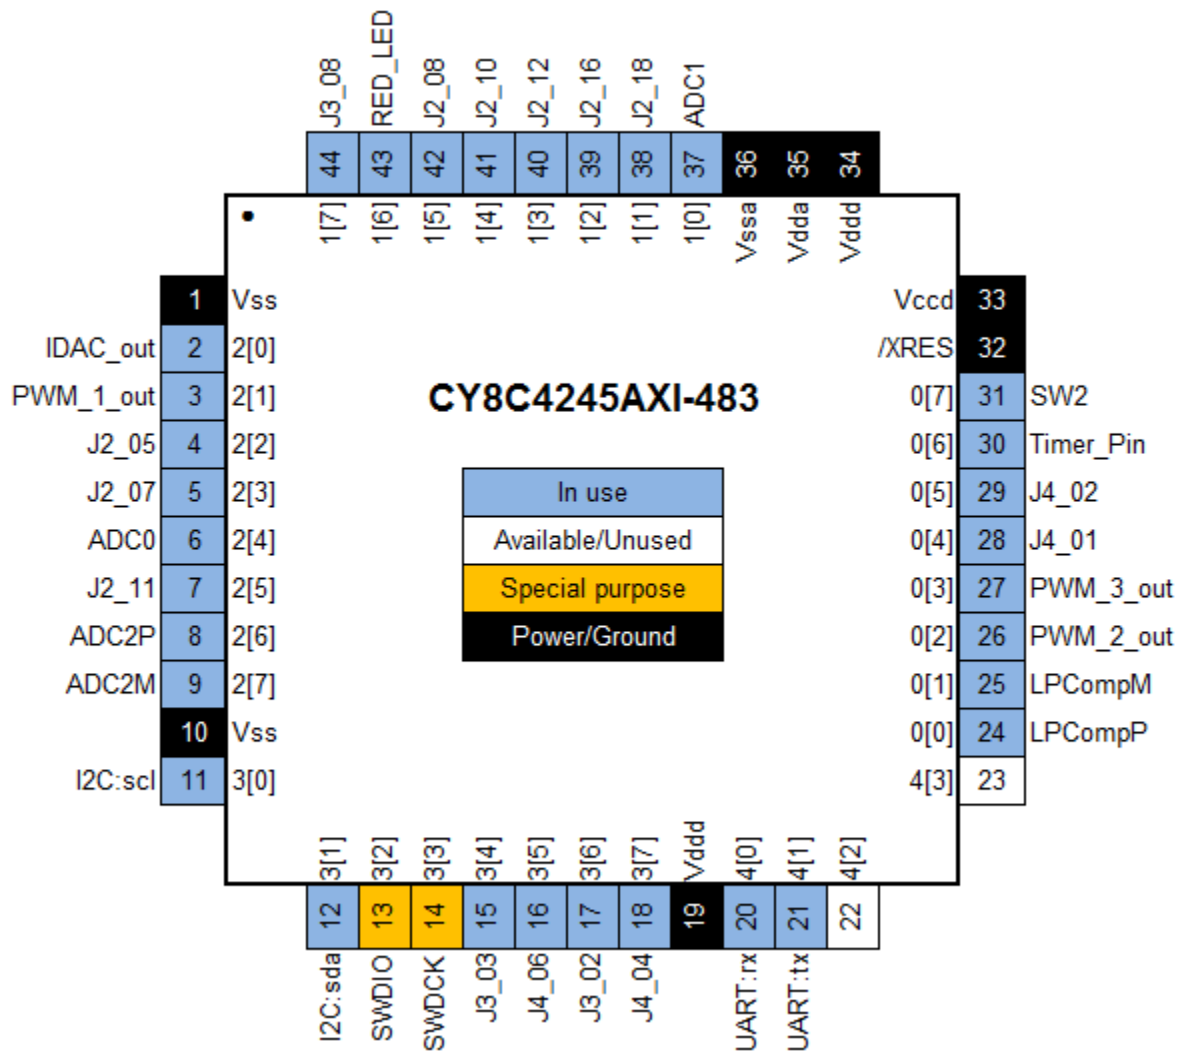 J3_08
RED_LED
J2_08
J2_10
J2_12
J2_16
J2_18
ADC1
44 43 42 41 40 39 38 37 36 35 34
1[7] 1[6] 1[5] 1[4] 1[3] 1[2] 1[1] 1[0] Vssa Vdda Vddd
1 Vss
IDAC_out 2 2[0]
PWM_1_out 3 2[1]
J2_05 4 2[2]
J2_07 5 2[3]
ADC0 6 2[4]
J2_11 7 2[5]
ADC2P 8 2[6]
ADC2M 9 2[7]
10 Vss
I2C:scl 11 3[0]
CY8C4245AXI-483
In use
Available/Unused
Special purpose
Power/Ground
Vccd 33
/XRES 32
0[7] 31 SW2
0[6] 30 Timer_Pin
0[5] 29 J4_02
0[4] 28 J4_01
0[3] 27 PWM_3_out
0[2] 26 PWM_2_out
0[1] 25 LPCompM
0[0] 24 LPCompP
4[3] 23
3[1] 3[2] 3[3] 3[4] 3[5] 3[6] 3[7] Vddd 4[0] 4[1] 4[2]
12 13 14 15 16 17 18 19 20 21 22
I2C:sda
SWDIO
SWDCK
J3_03
J4_06
J3_02
J4_04
UART:rx
UART:tx